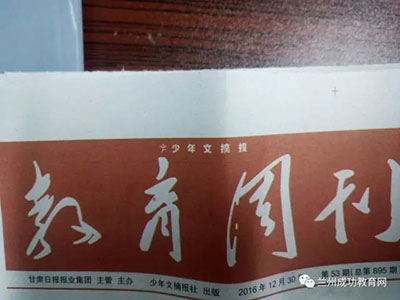 少年文摘报
教育周刊
甘肃日报报业集团 主管 主办 少年文摘报社 出版 2016年12月30 第53期(总第895期)
兰州成功教育网